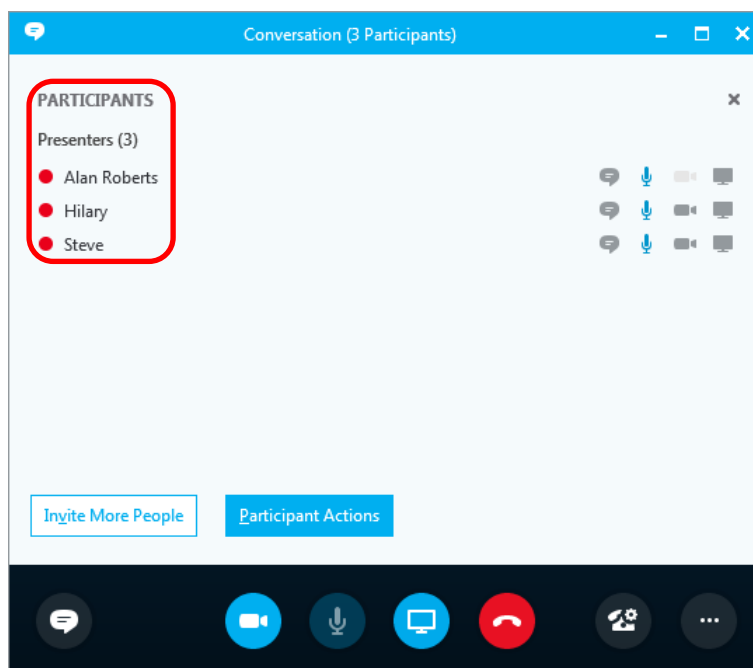 Conversation (3 Participants)
PARTICIPANTS
Presenters (3)
Alan Roberts
Hilary
Steve
Invite More People
Participant Actions